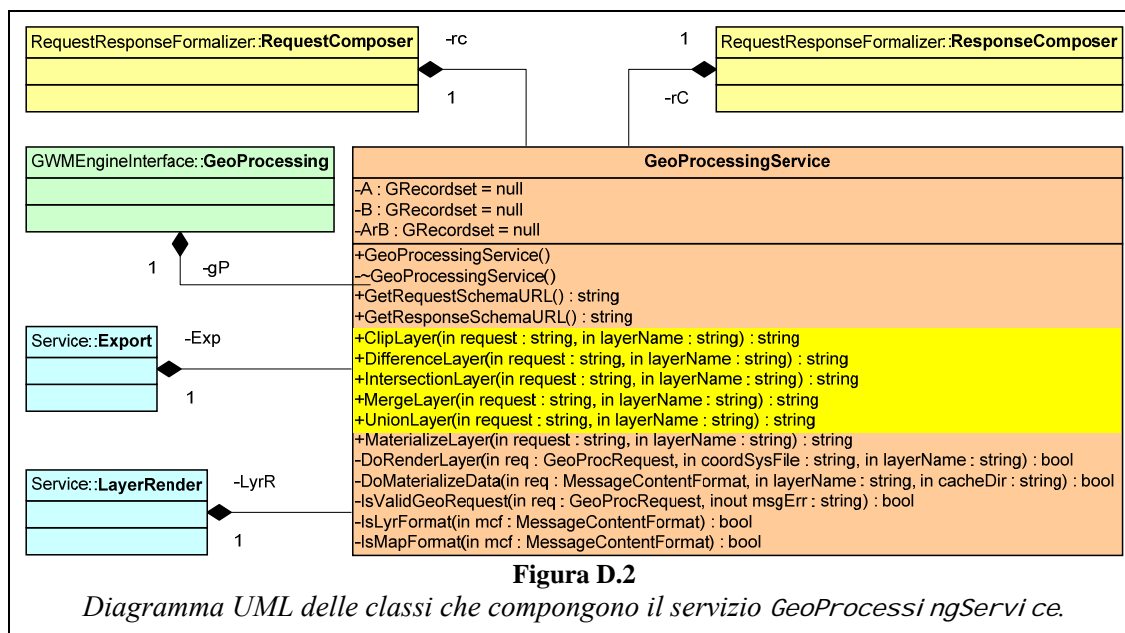 RequestResponseFormalizer::RequestComposer
-rc
1
1
-rC
RequestResponseFormalizer::ResponseComposer
GWMEngineInterface::GeoProcessing
1
-gP
Service::Export
-Exp
1
Service::LayerRender
-LyrR
1
GeoProcessingService
-A : GRecordset = null
-B : GRecordset = null
-ArB : GRecordset = null
+GeoProcessingService()
-~GeoProcessingService()
+GetRequestSchemaURL() : string
+GetResponseSchemaURL() : string
+ClipLayer(in request : string, in layerName : string) : string
+DifferenceLayer(in request : string, in layerName : string) : string
+IntersectionLayer(in request : string, in layerName : string) : string
+MergeLayer(in request : string, in layerName : string) : string
+UnionLayer(in request : string, in layerName : string) : string
+MaterializeLayer(in request : string, in layerName : string) : string
-DoRenderLayer(in req : GeoProcRequest, in coordSysFile : string, in layerName : string) : bool
-DoMaterializeData(in req : MessageContentFormat, in layerName : string, in cacheDir : string) : bool
-IsValidGeoRequest(in req : GeoProcRequest, inout msgErr : string) : bool
-IsLyrFormat(in mcf : MessageContentFormat) : bool
-IsMapFormat(in mcf : MessageContentFormat) : bool
Figura D.2
Diagramma UML delle classi che compongono il servizio GeoProcessingService.